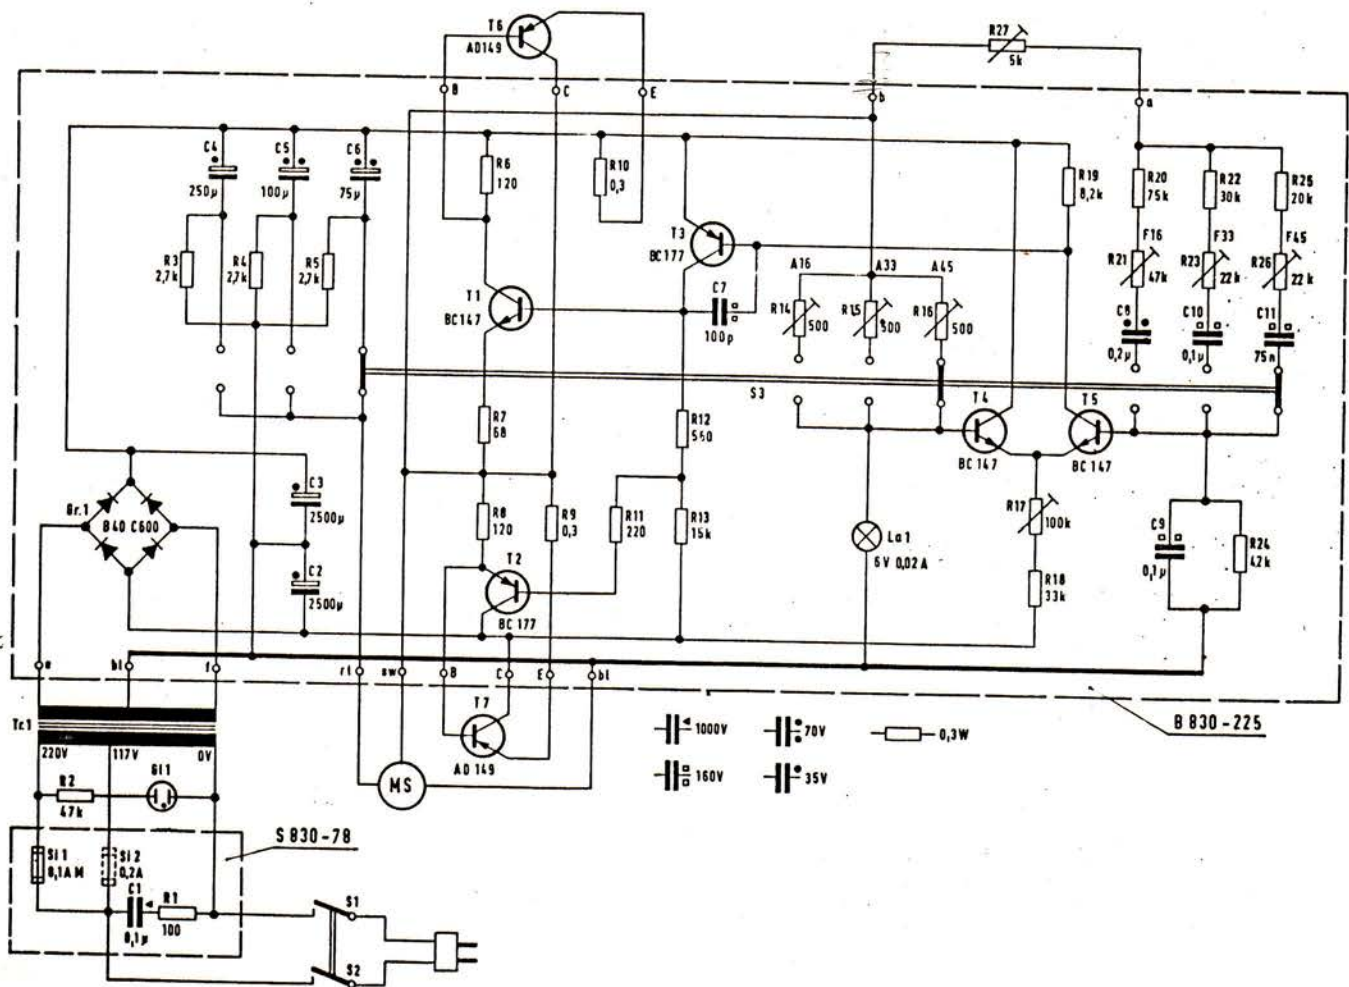 T6
AD149
R27
5k
B
C
E
b
a
C4
250µ
C5
100µ
C6
75µ
R6
120
R10
0,3
R19
8,2k
R20
75k
R22
30k
R25
20k
R3
2,7k
R4
2,7k
R5
2,7k
T3
BC177
C7
100p
T1
BC147
A16
A33
A45
R14
500
R15
500
R16
500
F16
F33
F45
R21
47k
R23
22k
R26
22k
C8
0,2µ
C10
0,1µ
C11
75n
S3
R7
68
R12
560
T4
BC147
T5
BC147
Gr.1
B40 C600
C3
2500µ
C2
2500µ
R8
120
R9
0,3
R11
220
R13
15k
R17
100k
La1
6V 0,02A
C9
0,1µ
R24
42k
T2
BC177
R18
33k
bl
f
rt
sw
B
C
E
bl
Tr.1
220V
117V
0V
T7
AD149
MS
1000V
70V
0,3W
160V
35V
B 830-225
R2
47k
Gl1
S 830-78
Si1
0,1A M
Si2
0,2A
C1
0,1µ
R1
100
S1
S2